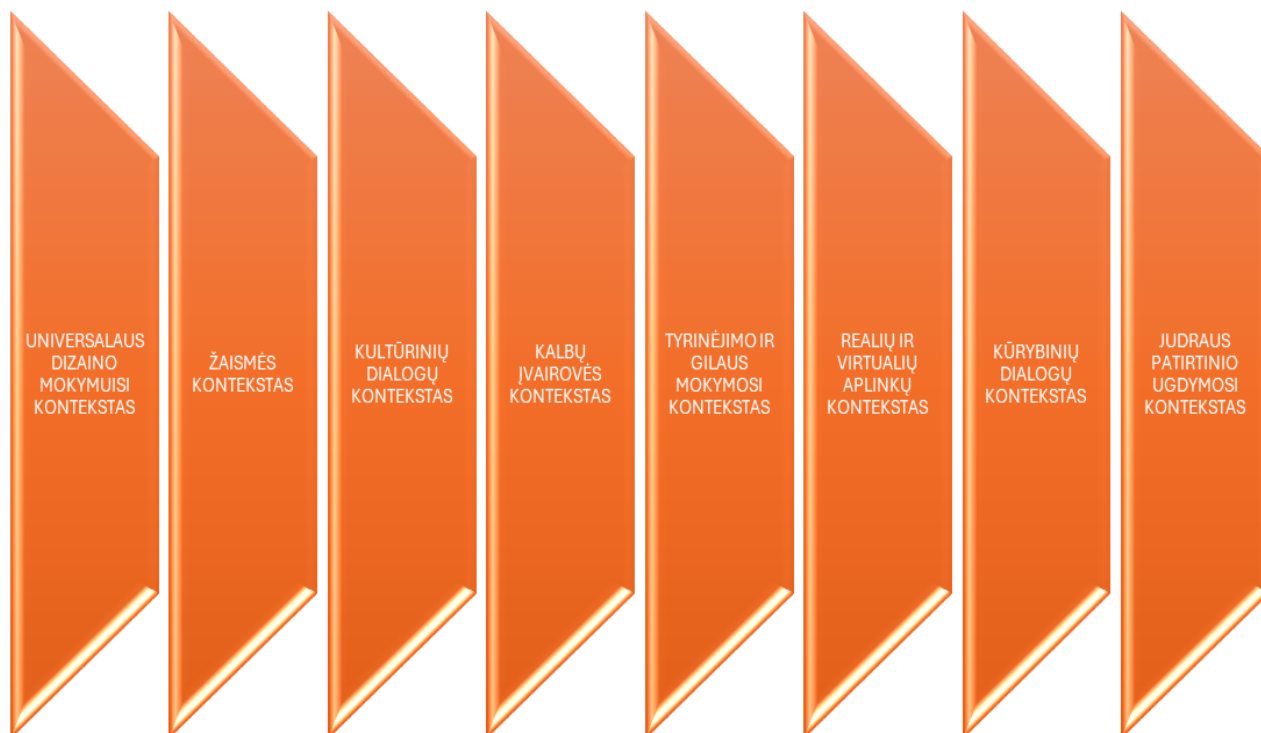 UNIVERSALAUS
DIZAINO
MOKYMUISI
KONTEKSTAS
ŽAISMĖS
KONTEKSTAS
KULTŪRINIŲ
DIALOGŲ
KONTEKSTAS
KALBŲ
ĮVAIROVĖS
KONTEKSTAS
TYRINĖJIMO IR
GILAUS
MOKYMOSI
KONTEKSTAS
REALIŲ IR
VIRTUALIŲ
APLINKŲ
KONTEKSTAS
KŪRYBINIŲ
DIALOGŲ
KONTEKSTAS
JUDRAUS
PATIRTINIO
UGDYMOSI
KONTEKSTAS